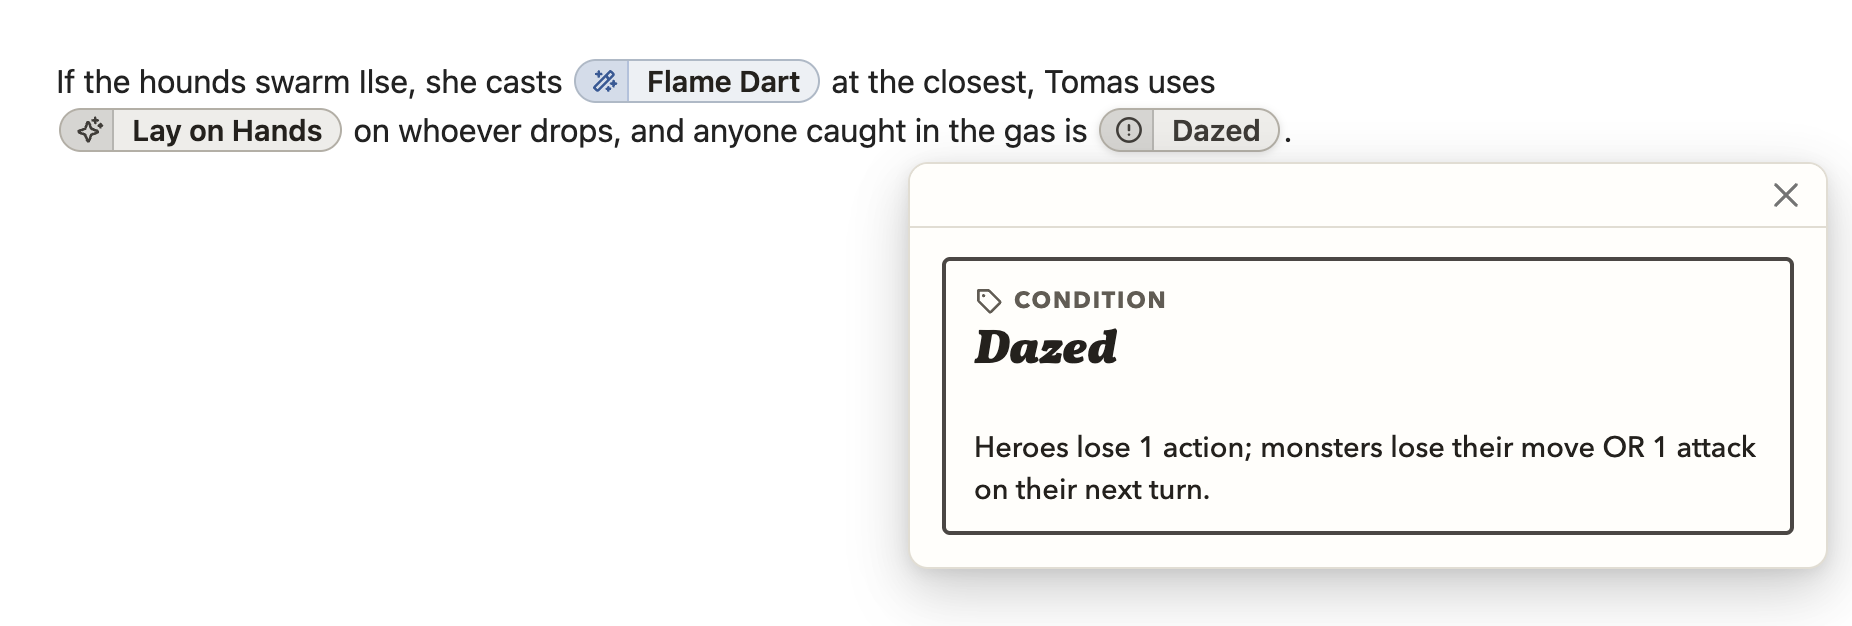 If the hounds swarm Ilse, she casts Flame Dart at the closest, Tomas uses
Lay on Hands on whoever drops, and anyone caught in the gas is Dazed.
CONDITION
Dazed
Heroes lose 1 action; monsters lose their move OR 1 attack
on their next turn.